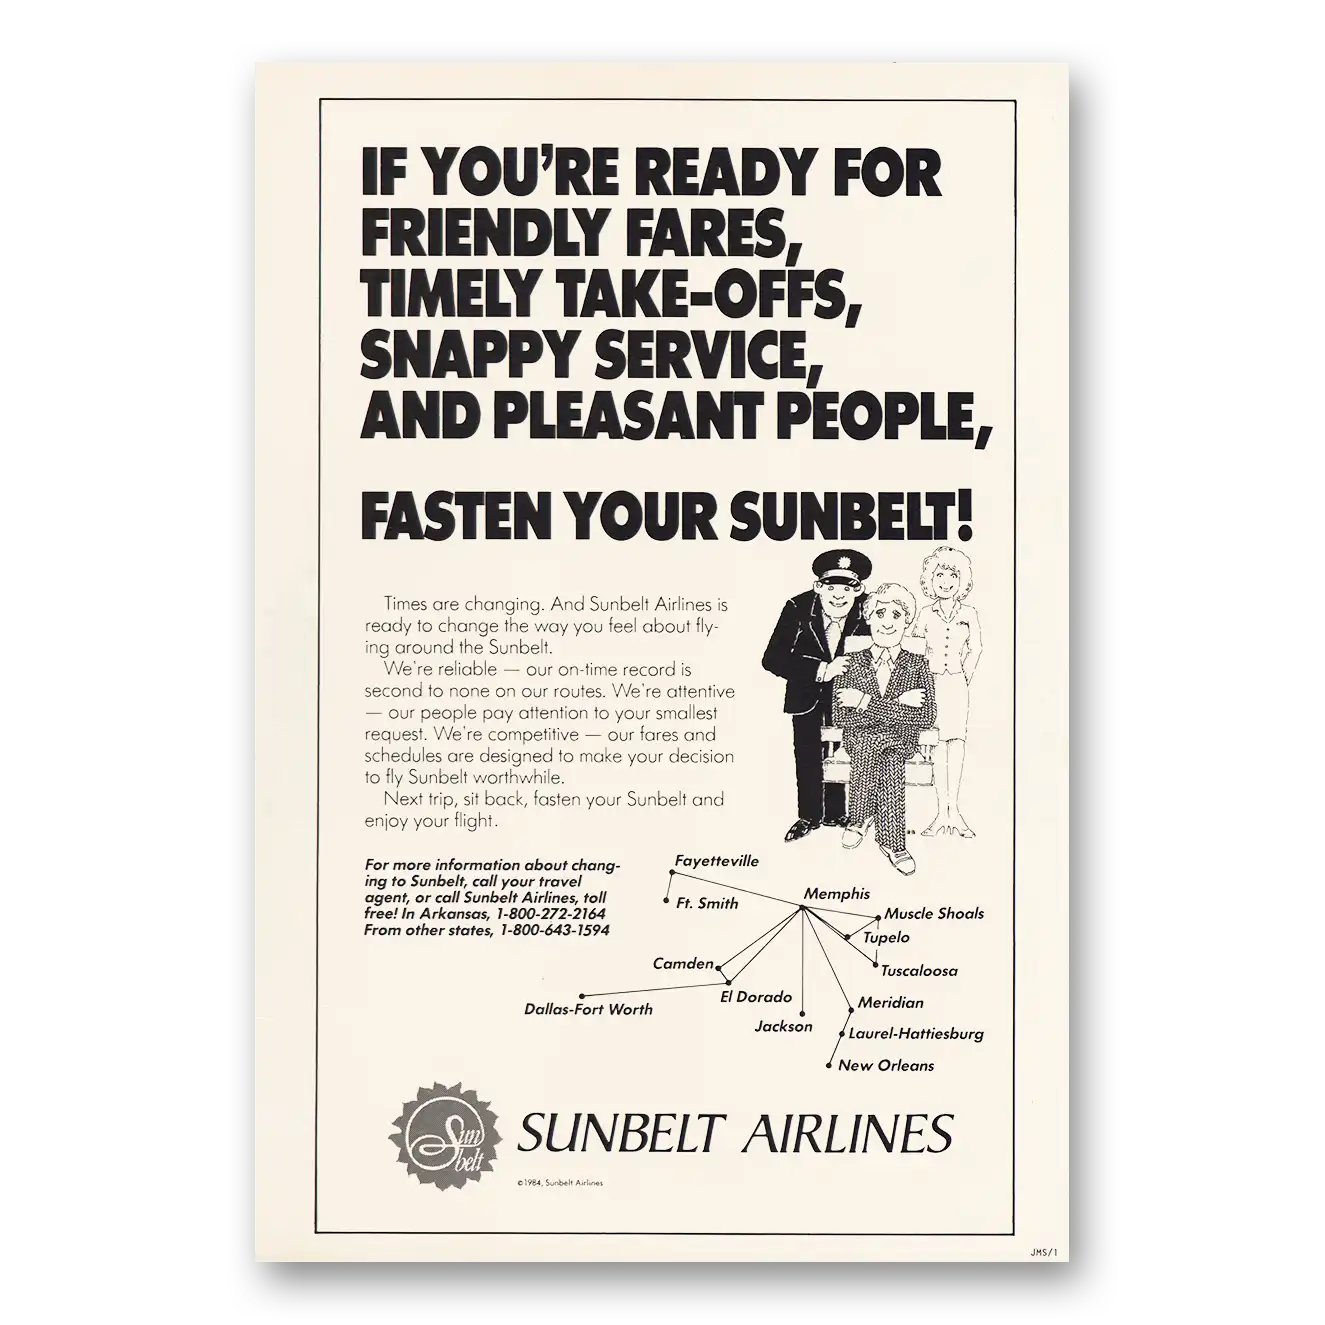 IF YOU'RE READY FOR
FRIENDLY FARES,
TIMELY TAKE-OFFS,
SNAPPY SERVICE,
AND PLEASANT PEOPLE,
FASTEN YOUR SUNBELT!
Times are changing. And Sunbelt Airlines is
ready to change the way you feel about fly-
ing around the Sunbelt.
We're reliable — our on-time record is
second to none on our routes. We're attentive
— our people pay attention to your smallest
request. We're competitive — our fares and
schedules are designed to make your decision
to fly Sunbelt worthwhile.
Next trip, sit back, fasten your Sunbelt and
enjoy your flight.
For more information about chang-
ing to Sunbelt, call your travel
agent, or call Sunbelt Airlines, toll
free! In Arkansas, 1-800-272-2164
From other states, 1-800-643-1594
Fayetteville
Ft. Smith
Memphis
Muscle Shoals
Tupelo
Tuscaloosa
Camden
El Dorado
Dallas-Fort Worth
Jackson
Meridian
Laurel-Hattiesburg
New Orleans
Sun
belt
SUNBELT AIRLINES
©1984, Sunbelt Airlines
JMS/1